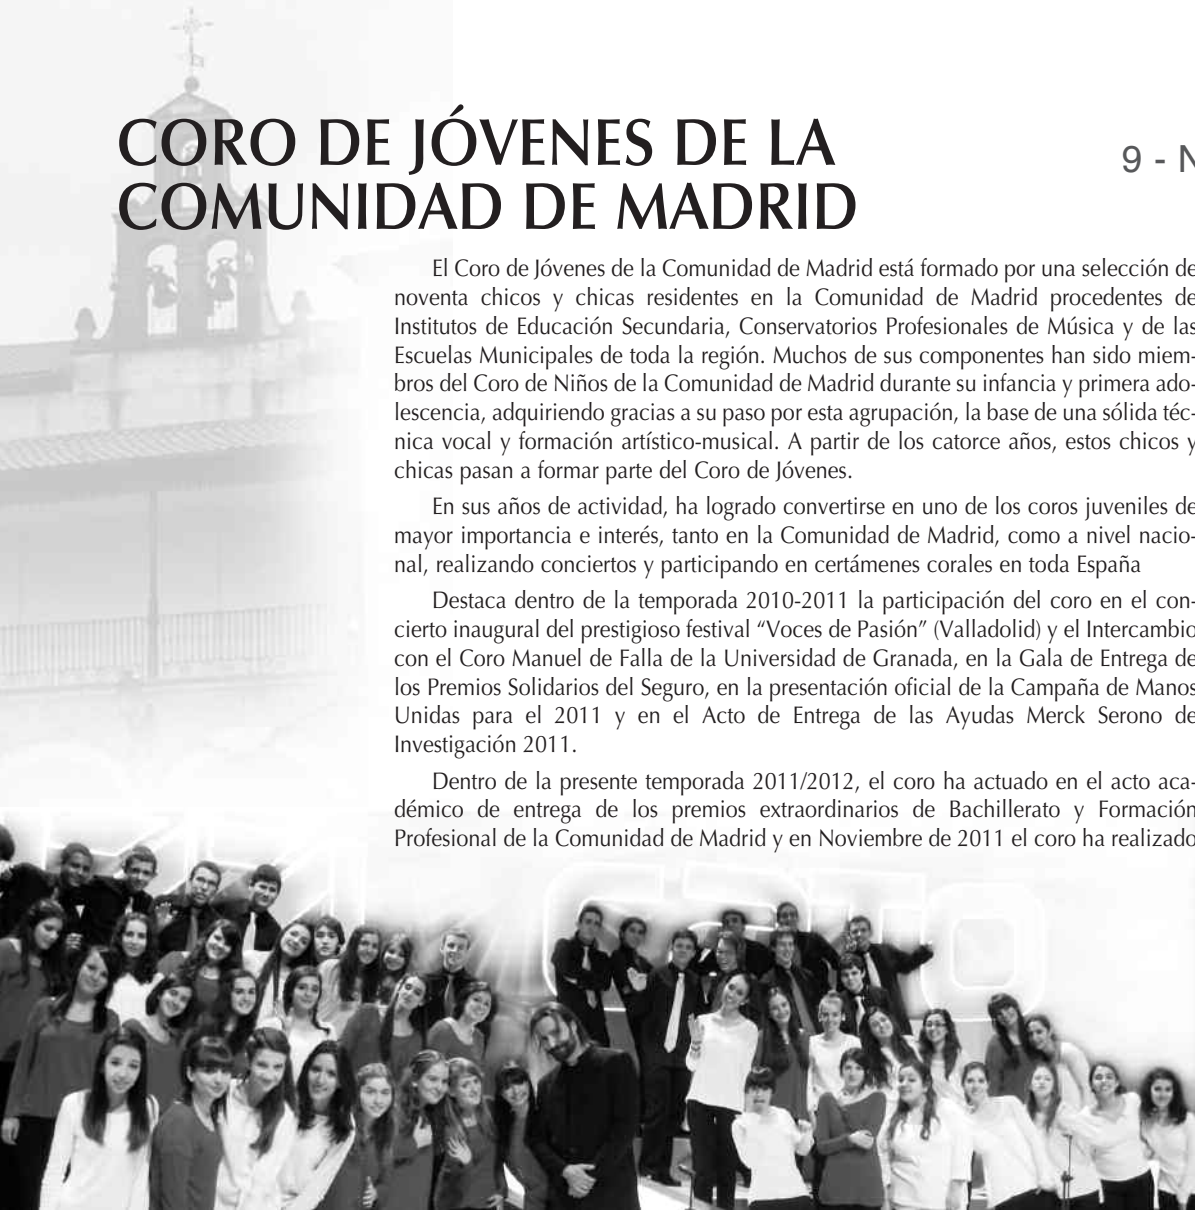 CORO DE JÓVENES DE LA
COMUNIDAD DE MADRID
9 - N
El Coro de Jóvenes de la Comunidad de Madrid está formado por una selección de
noventa chicos y chicas residentes en la Comunidad de Madrid procedentes de
Institutos de Educación Secundaria, Conservatorios Profesionales de Música y de las
Escuelas Municipales de toda la región. Muchos de sus componentes han sido miem-
bros del Coro de Niños de la Comunidad de Madrid durante su infancia y primera ado-
lescencia, adquiriendo gracias a su paso por esta agrupación, la base de una sólida téc-
nica vocal y formación artístico-musical. A partir de los catorce años, estos chicos y
chicas pasan a formar parte del Coro de Jóvenes.
En sus años de actividad, ha logrado convertirse en uno de los coros juveniles de
mayor importancia e interés, tanto en la Comunidad de Madrid, como a nivel nacio-
nal, realizando conciertos y participando en certámenes corales en toda España
Destaca dentro de la temporada 2010-2011 la participación del coro en el con-
cierto inaugural del prestigioso festival “Voces de Pasión” (Valladolid) y el Intercambio
con el Coro Manuel de Falla de la Universidad de Granada, en la Gala de Entrega de
los Premios Solidarios del Seguro, en la presentación oficial de la Campaña de Manos
Unidas para el 2011 y en el Acto de Entrega de las Ayudas Merck Serono de
Investigación 2011.
Dentro de la presente temporada 2011/2012, el coro ha actuado en el acto aca-
démico de entrega de los premios extraordinarios de Bachillerato y Formación
Profesional de la Comunidad de Madrid y en Noviembre de 2011 el coro ha realizado